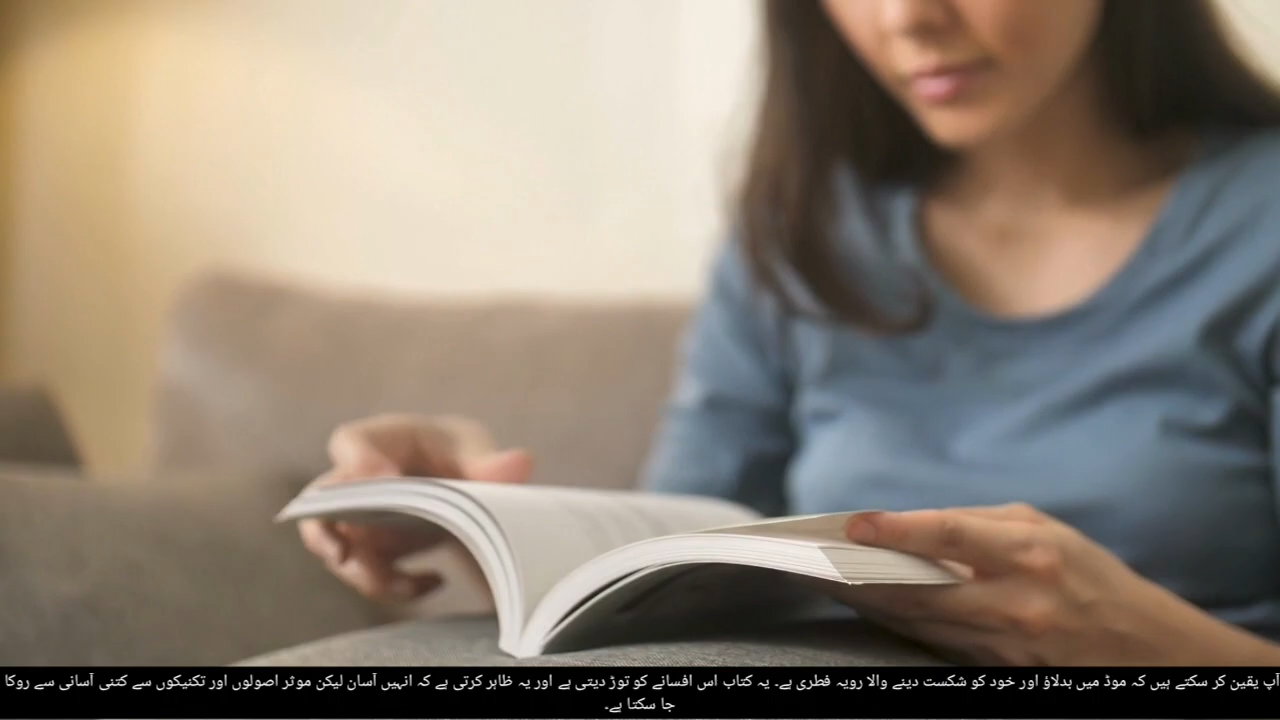 آپ یقین کر سکتے ہیں کہ موڈ میں بدلاؤ اور خود کو شکست دینے والا رویہ فطری ہے۔ یہ کتاب اس افسانے کو توڑ دیتی ہے اور یہ ظاہر کرتی ہے کہ انہیں آسان لیکن موثر اصولوں اور تکنیکوں سے کتنی آسانی سے روکا
جا سکتا ہے۔